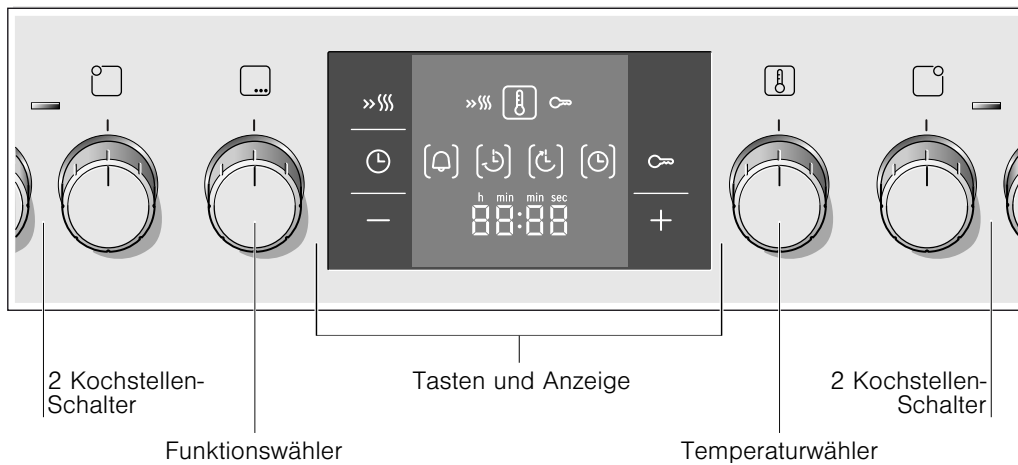 h min min sec
88:88
2 Kochstellen-
Schalter
Tasten und Anzeige
2 Kochstellen-
Schalter
Funktionswähler
Temperaturwähler